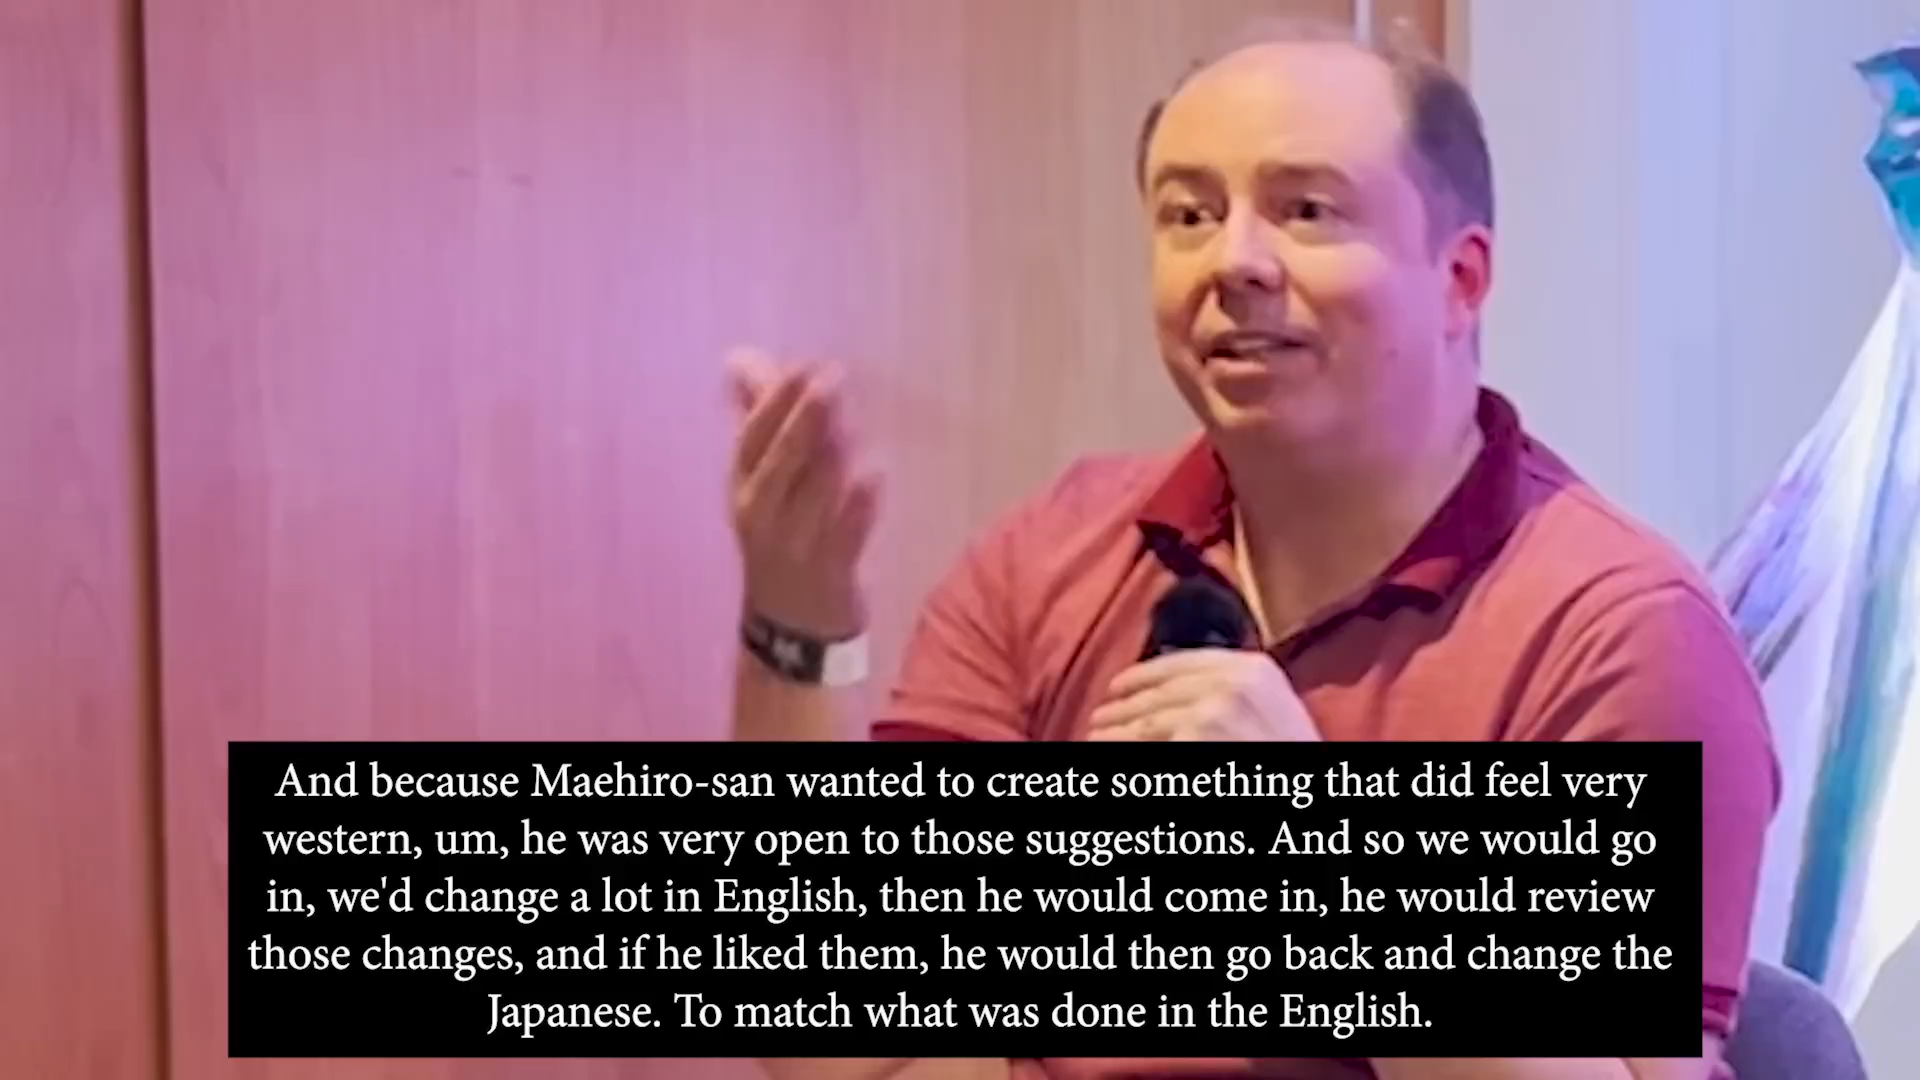 And because Maehiro-san wanted to create something that did feel very
western, um, he was very open to those suggestions. And so we would go
in, we'd change a lot in English, then he would come in, he would review
those changes, and if he liked them, he would then go back and change the
Japanese. To match what was done in the English.